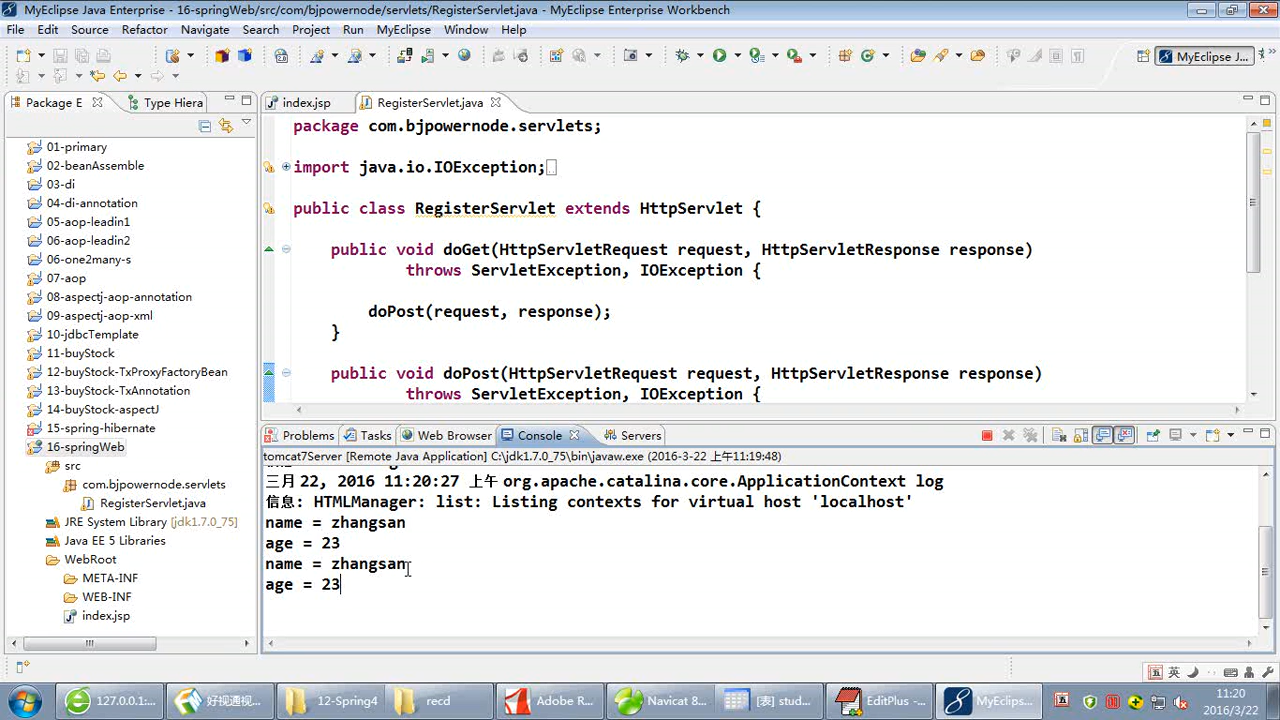 MyEclipse Java Enterprise - 16-springWeb/src/com/bjpowernode/servlets/RegisterServlet.java - MyEclipse Enterprise Workbench
File Edit Source Refactor Navigate Search Project Run MyEclipse Window Help
MyEclipse J...
Package E
Type Hiera
index.jsp
RegisterServlet.java
01-primary
02-beanAssemble
03-di
04-di-annotation
05-aop-leadin1
06-aop-leadin2
06-one2many-s
07-aop
08-aspectj-aop-annotation
09-aspectj-aop-xml
10-jdbcTemplate
11-buyStock
12-buyStock-TxProxyFactoryBean
13-buyStock-TxAnnotation
14-buyStock-aspectJ
15-spring-hibernate
16-springWeb
src
com.bjpowernode.servlets
RegisterServlet.java
JRE System Library [jdk1.7.0_75]
Java EE 5 Libraries
WebRoot
META-INF
WEB-INF
index.jsp
package com.bjpowernode.servlets;
import java.io.IOException;
public class RegisterServlet extends HttpServlet {
public void doGet(HttpServletRequest request, HttpServletResponse response)
throws ServletException, IOException {
doPost(request, response);
}
public void doPost(HttpServletRequest request, HttpServletResponse response)
throws ServletException, IOException {
Problems Tasks Web Browser Console Servers
tomcat7Server [Remote Java Application] C:\jdk1.7.0_75\bin\javaw.exe (2016-3-22 上午11:19:48)
三月 22, 2016 11:20:27 上午 org.apache.catalina.core.ApplicationContext log
信息: HTMLManager: list: Listing contexts for virtual host 'localhost'
name = zhangsan
age = 23
name = zhangsan
age = 23
英
127.0.0.1:...
好视通视...
12-Spring4
recd
Adobe R...
Navicat 8...
[表] stud...
EditPlus -...
MyEclips...
11:20
2016/3/22